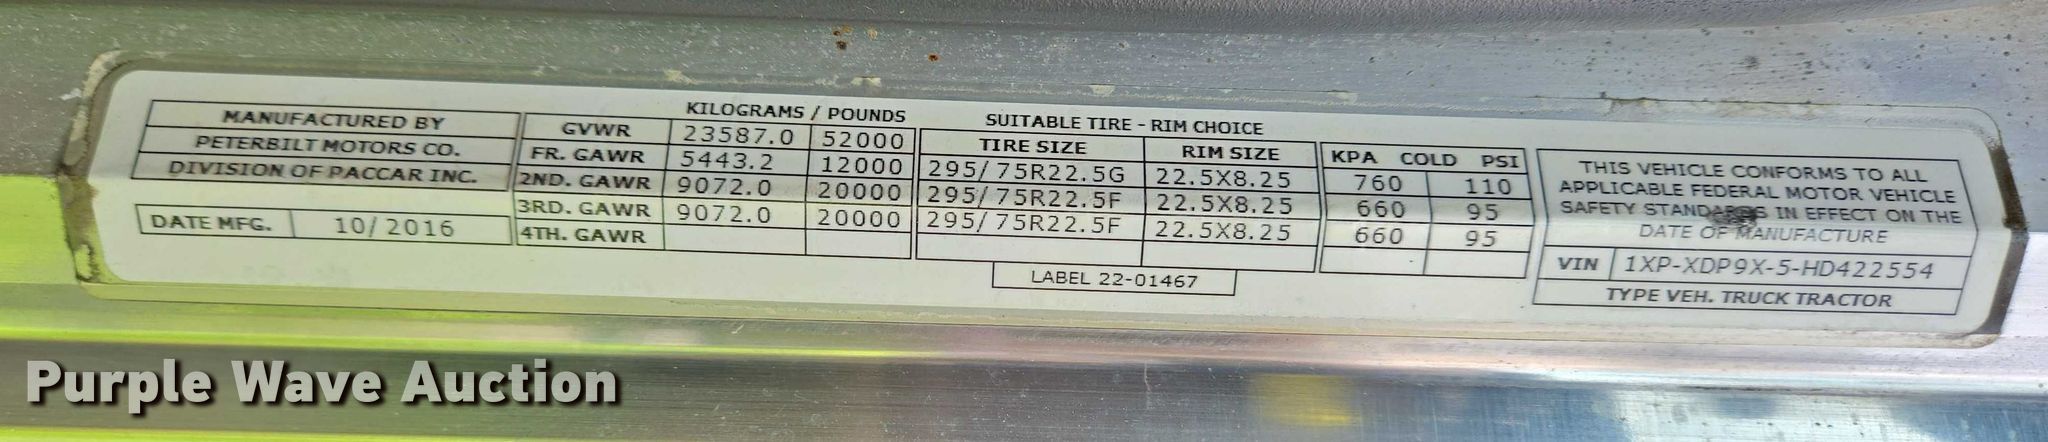 MANUFACTURED BY
PETERBILT MOTORS CO.
DIVISION OF PACCAR INC.
DATE MFG. 10/2016
KILOGRAMS / POUNDS
GVWR 23587.0 52000
FR. GAWR 5443.2 12000
2ND. GAWR 9072.0 20000
3RD. GAWR 9072.0 20000
4TH. GAWR
SUITABLE TIRE - RIM CHOICE
TIRE SIZE RIM SIZE
295/75R22.5G 22.5X8.25
295/75R22.5F 22.5X8.25
295/75R22.5F 22.5X8.25
LABEL 22-01467
KPA COLD PSI
760 110
660 95
660 95
THIS VEHICLE CONFORMS TO ALL
APPLICABLE FEDERAL MOTOR VEHICLE
SAFETY STANDARDS IN EFFECT ON THE
DATE OF MANUFACTURE
VIN 1XP-XDP9X-5-HD422554
TYPE VEH. TRUCK TRACTOR
Purple Wave Auction